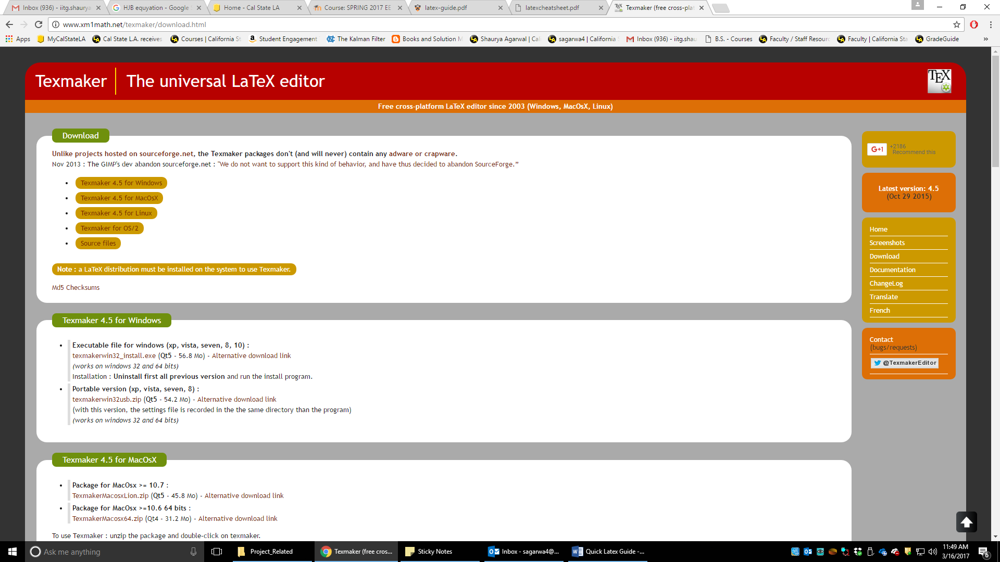 Inbox (936) - iitg.shaurya
HJB equyation - Google
Home - Cal State LA
Course: SPRING 2017 EE
latex-guide.pdf
latexcheatsheet.pdf
Texmaker (free cross-plat
www.xm1math.net/texmaker/download.html
Apps
MyCalStateLA
Cal State L.A. receives
Courses | California St
Student Engagement
The Kalman Filter
Books and Solution M
Shaurya Agarwal | Cal
sagarwa4 | California
Inbox (936) - iitg.shau
B.S. - Courses
Faculty / Staff Resourc
Faculty | California Sta
GradeGuide
»
Texmaker
The universal LaTeX editor
TEX
Free cross-platform LaTeX editor since 2003 (Windows, MacOsX, Linux)
Download
Unlike projects hosted on sourceforge.net, the Texmaker packages don't (and will never) contain any adware or crapware.
Nov 2013 : The GIMP's dev abandon sourceforge.net : "We do not want to support this kind of behavior, and have thus decided to abandon SourceForge.”
• Texmaker 4.5 for Windows
• Texmaker 4.5 for MacOsX
• Texmaker 4.5 for Linux
• Texmaker for OS/2
• Source files
Note : a LaTeX distribution must be installed on the system to use Texmaker.
Md5 Checksums
Texmaker 4.5 for Windows
• Executable file for windows (xp, vista, seven, 8, 10) :
texmakerwin32_install.exe (Qt5 - 56.8 Mo) - Alternative download link
(works on windows 32 and 64 bits)
Installation : Uninstall first all previous version and run the install program.
• Portable version (xp, vista, seven, 8) :
texmakerwin32usb.zip (Qt5 - 54.2 Mo) - Alternative download link
(with this version, the settings file is recorded in the the same directory than the program)
(works on windows 32 and 64 bits)
Texmaker 4.5 for MacOsX
• Package for MacOsx >= 10.7 :
TexmakerMacosxLion.zip (Qt5 - 45.8 Mo) - Alternative download link
• Package for MacOsx >=10.6 64 bits :
TexmakerMacosx64.zip (Qt4 - 31.2 Mo) - Alternative download link
To use Texmaker : unzip the package and double-click on texmaker.
G+1
+2186
Recommend this
Latest version: 4.5
(Oct 29 2015)
Home
Screenshots
Download
Documentation
ChangeLog
Translate
French
Contact
(bugs/requests)
@TexmakerEditor
Ask me anything
Project_Related
Texmaker (free cros...
Sticky Notes
Inbox - sagarwa4@...
Quick Latex Guide -...
11:49 AM
3/16/2017
6